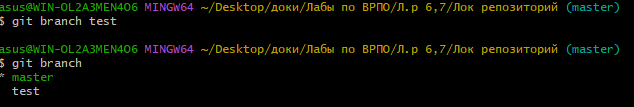 asus@WIN-OL2A3MEN4O6 MINGW64 ~/Desktop/доки/Лабы по ВРПО/Л.р 6,7/Лок репозиторий (master)
$ git branch test
asus@WIN-OL2A3MEN4O6 MINGW64 ~/Desktop/доки/Лабы по ВРПО/Л.р 6,7/Лок репозиторий (master)
$ git branch
* master
test